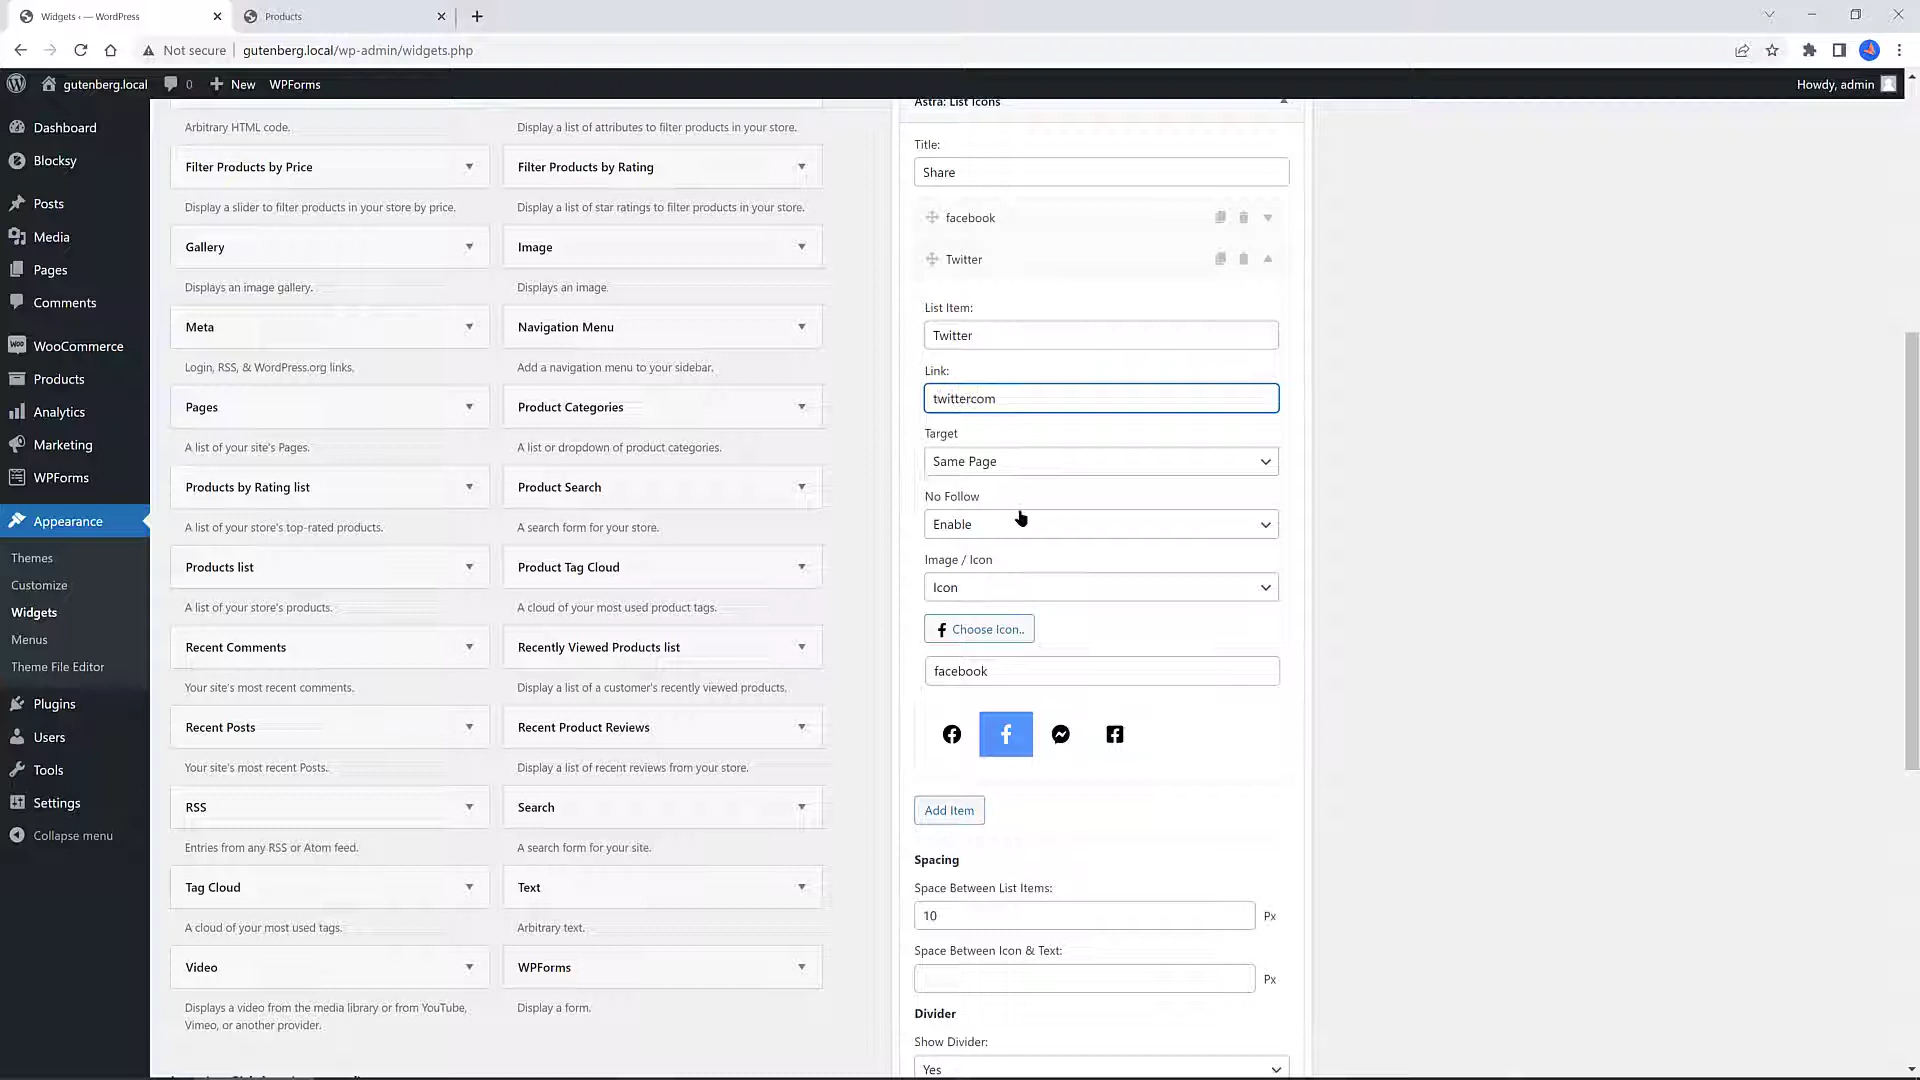 Widgets ‹ — WordPress
Products
Not secure
gutenberg.local/wp-admin/widgets.php
gutenberg.local
0
New
WPForms
Howdy, admin
Dashboard
Blocksy
Posts
Media
Pages
Comments
WooCommerce
Products
Analytics
Marketing
WPForms
Appearance
Themes
Customize
Widgets
Menus
Theme File Editor
Plugins
Users
Tools
Settings
Collapse menu
Arbitrary HTML code.
Display a list of attributes to filter products in your store.
Filter Products by Price
Filter Products by Rating
Display a slider to filter products in your store by price.
Display a list of star ratings to filter products in your store.
Gallery
Image
Displays an image gallery.
Displays an image.
Meta
Navigation Menu
Login, RSS, & WordPress.org links.
Add a navigation menu to your sidebar.
Pages
Product Categories
A list of your site's Pages.
A list or dropdown of product categories.
Products by Rating list
Product Search
A list of your store's top-rated products.
A search form for your store.
Products list
Product Tag Cloud
A list of your store's products.
A cloud of your most used product tags.
Recent Comments
Recently Viewed Products list
Your site's most recent comments.
Display a list of a customer's recently viewed products.
Recent Posts
Recent Product Reviews
Your site's most recent Posts.
Display a list of recent reviews from your store.
RSS
Search
Entries from any RSS or Atom feed.
A search form for your site.
Tag Cloud
Text
A cloud of your most used tags.
Arbitrary text.
Video
WPForms
Displays a video from the media library or from YouTube,
Vimeo, or another provider.
Display a form.
Astra: List Icons
Title:
Share
facebook
Twitter
List Item:
Twitter
Link:
twittercom
Target
Same Page
No Follow
Enable
Image / Icon
Icon
Choose Icon..
facebook
Add Item
Spacing
Space Between List Items:
10
Px
Space Between Icon & Text:
Px
Divider
Show Divider:
Yes